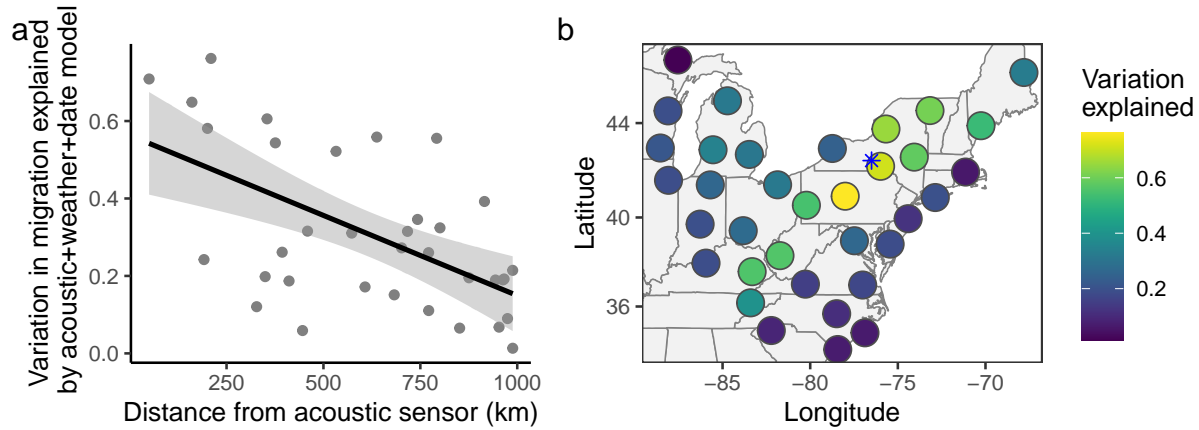 a
Variation in migration explained
by acoustic+weather+date model
0.6
0.4
0.2
0.0
250
500
750
1000
Distance from acoustic sensor (km)
b
Latitude
44
40
36
−85
−80
−75
−70
Longitude
Variation
explained
0.6
0.4
0.2